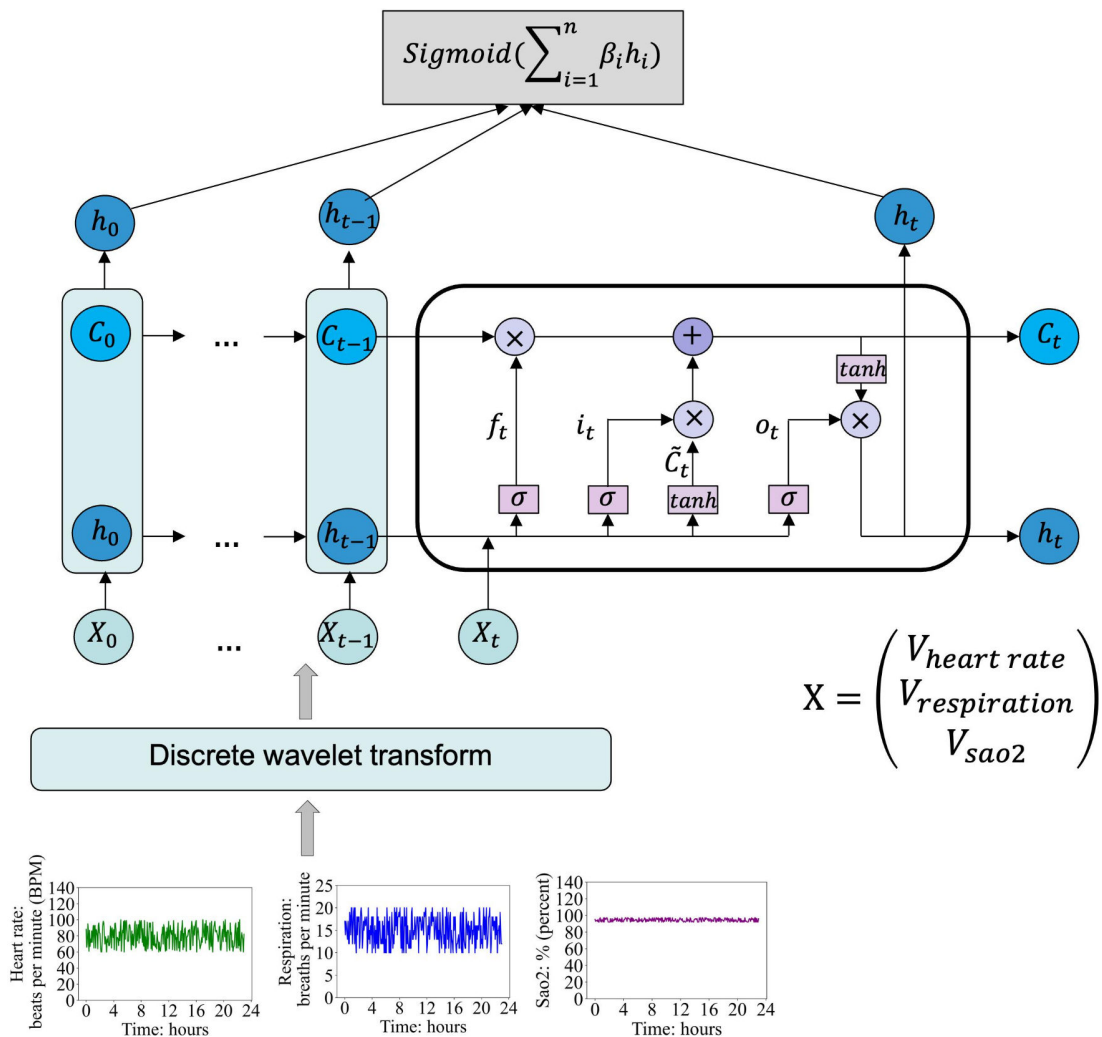 Sigmoid(∑ⁿᵢ₌₁ βᵢhᵢ)
h₀
hₜ₋₁
hₜ
C₀
...
Cₜ₋₁
×
+
Cₜ
tanh
fₜ
iₜ
×
oₜ
×
C̃ₜ
σ
σ
tanh
σ
h₀
...
hₜ₋₁
hₜ
X₀
...
Xₜ₋₁
Xₜ
X = (V_heart rate
V_respiration
V_sao2)
Discrete wavelet transform
Heart rate:
beats per minute (BPM)
140
120
100
80
60
40
20
0
0 4 8 12 16 20 24
Time: hours
Respiration:
breaths per minute
25
20
15
10
5
0
0 4 8 12 16 20 24
Time: hours
Sao2: % (percent)
140
120
100
80
60
40
20
0
0 4 8 12 16 20 24
Time: hours